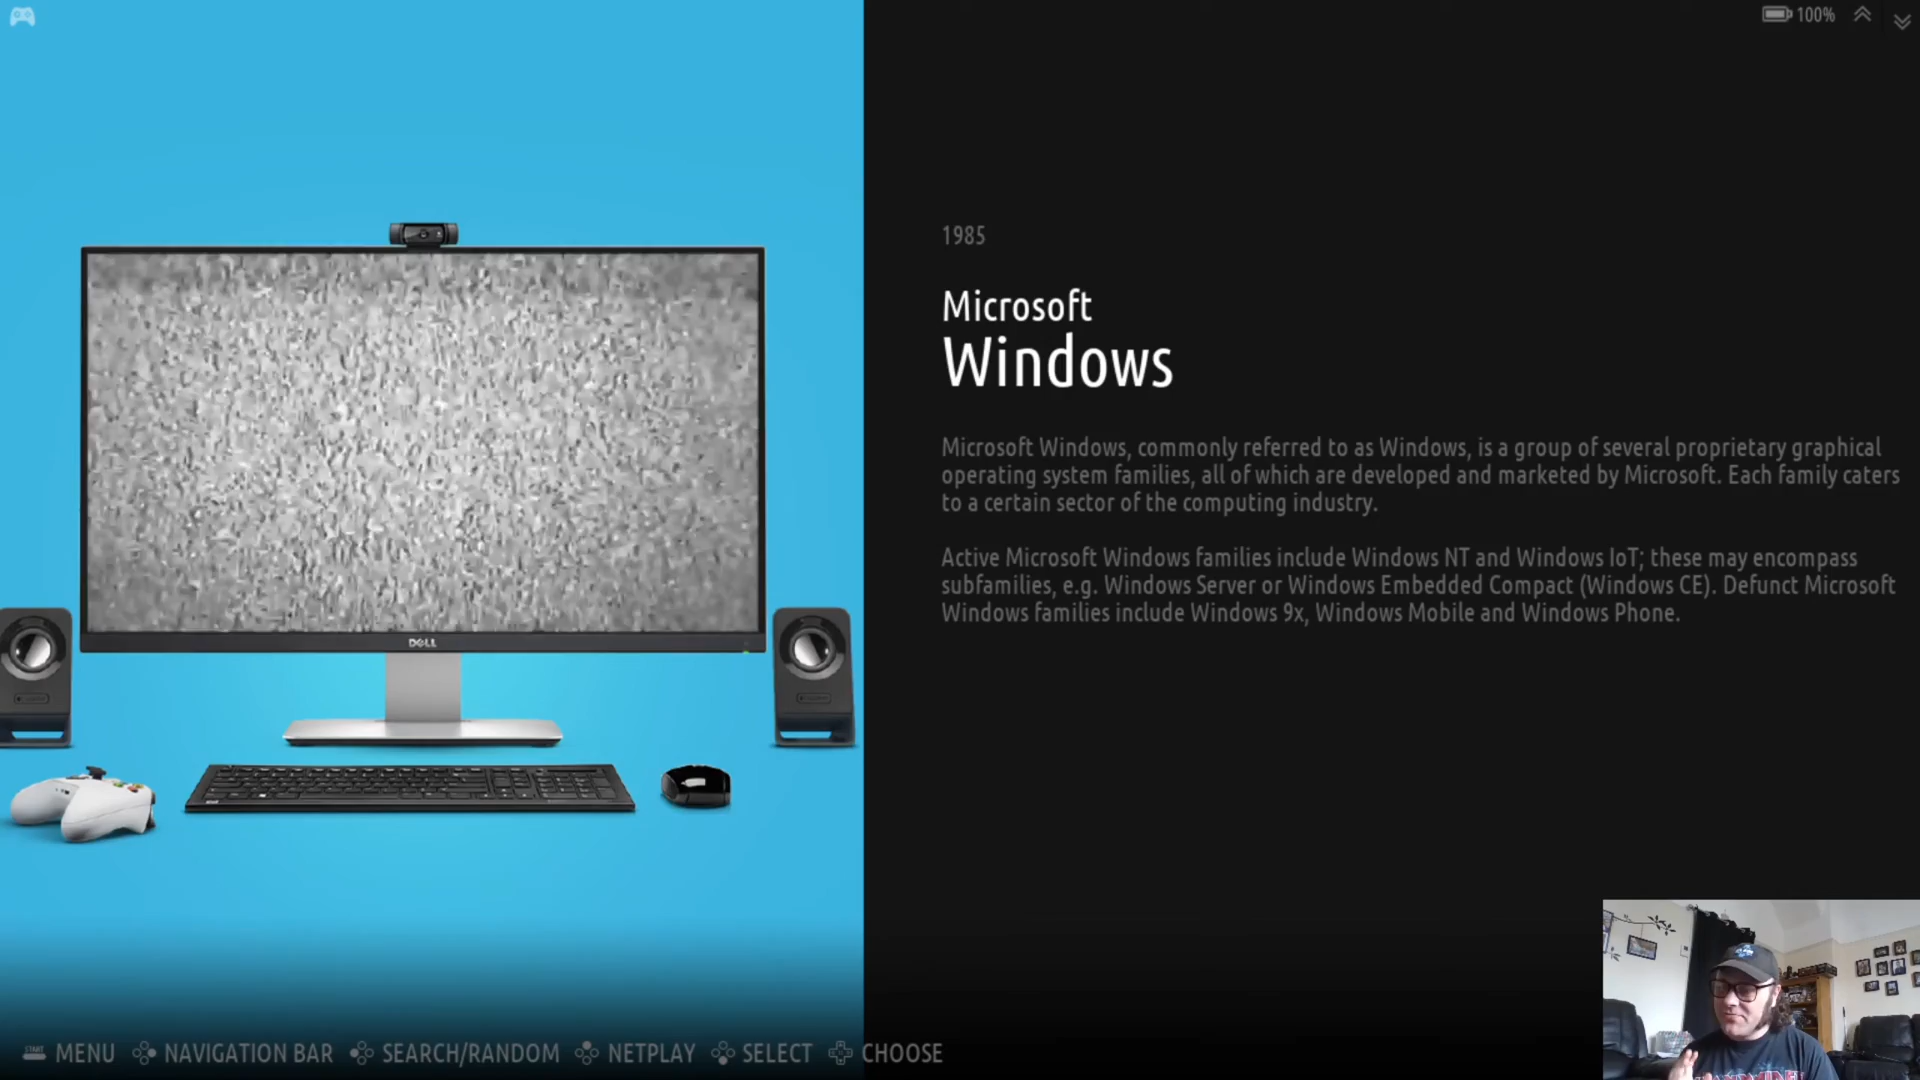 100%
1985
Microsoft
Windows
Microsoft Windows, commonly referred to as Windows, is a group of several proprietary graphical
operating system families, all of which are developed and marketed by Microsoft. Each family caters
to a certain sector of the computing industry.
Active Microsoft Windows families include Windows NT and Windows IoT; these may encompass
subfamilies, e.g. Windows Server or Windows Embedded Compact (Windows CE). Defunct Microsoft
Windows families include Windows 9x, Windows Mobile and Windows Phone.
DELL
START MENU NAVIGATION BAR SEARCH/RANDOM NETPLAY SELECT CHOOSE